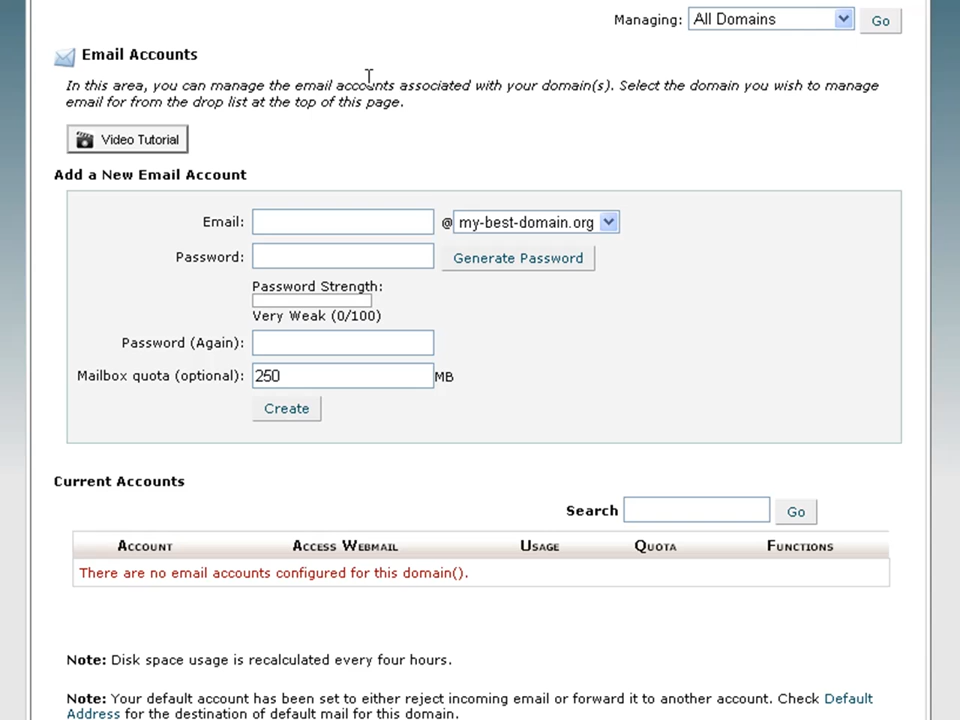 Managing: All Domains Go
Email Accounts
In this area, you can manage the email accounts associated with your domain(s). Select the domain you wish to manage
email for from the drop list at the top of this page.
Video Tutorial
Add a New Email Account
Email: @ my-best-domain.org
Password: Generate Password
Password Strength:
Very Weak (0/100)
Password (Again):
Mailbox quota (optional): 250 MB
Create
Current Accounts
Search Go
Account Access Webmail Usage Quota Functions
There are no email accounts configured for this domain().
Note: Disk space usage is recalculated every four hours.
Note: Your default account has been set to either reject incoming email or forward it to another account. Check Default
Address for the destination of default mail for this domain.